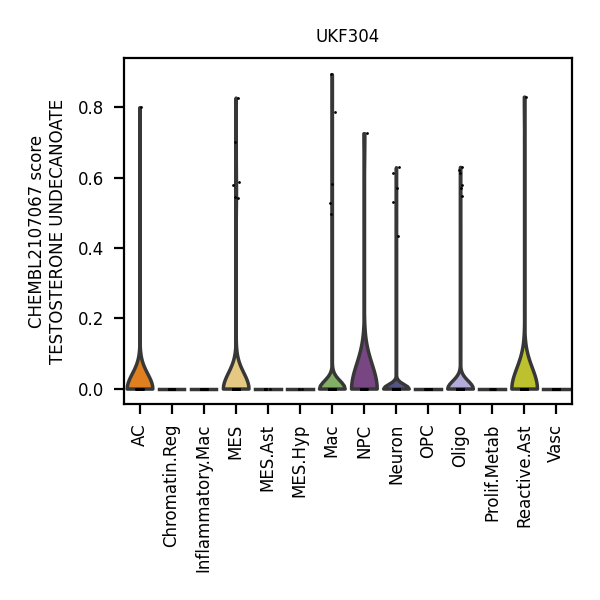 UKF304
CHEMBL2107067 score
TESTOSTERONE UNDECANOATE
0.8
0.6
0.4
0.2
0.0
AC
Chromatin.Reg
Inflammatory.Mac
MES
MES.Ast
MES.Hyp
Mac
NPC
Neuron
OPC
Oligo
Prolif.Metab
Reactive.Ast
Vasc